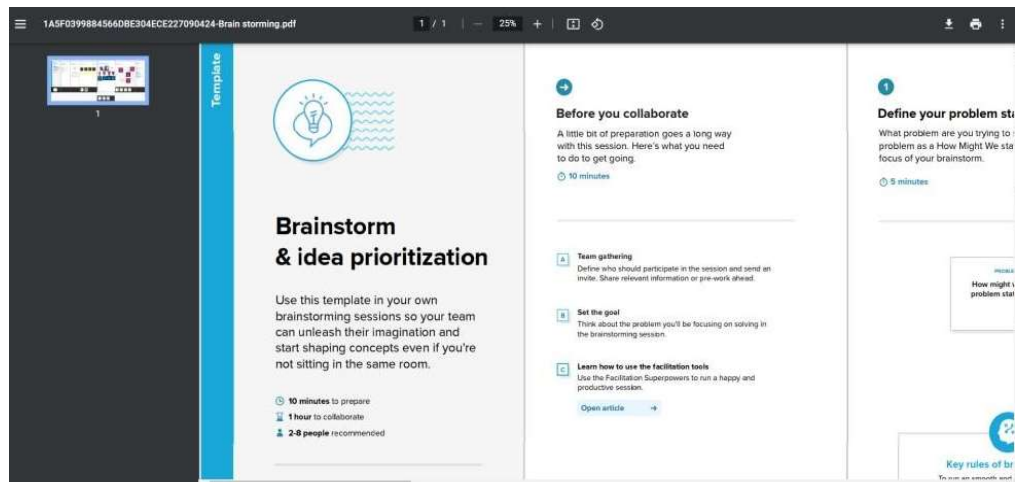 1A5F0399884566DBE304ECE227090424-Brain storming.pdf
1 / 1
25%
1
Template
Brainstorm
& idea prioritization
Use this template in your own
brainstorming sessions so your team
can unleash their imagination and
start shaping concepts even if you're
not sitting in the same room.
10 minutes to prepare
1 hour to collaborate
2-8 people recommended
Before you collaborate
A little bit of preparation goes a long way
with this session. Here's what you need
to do to get going.
10 minutes
A
Team gathering
Define who should participate in the session and send an
invite. Share relevant information or pre-work ahead.
B
Set the goal
Think about the problem you'll be focusing on solving in
the brainstorming session.
C
Learn how to use the facilitation tools
Use the Facilitation Superpowers to run a happy and
productive session.
Open article
1
Define your problem sta
What problem are you trying to
problem as a How Might We sta
focus of your brainstorm.
5 minutes
How might
problem stat
Key rules of br